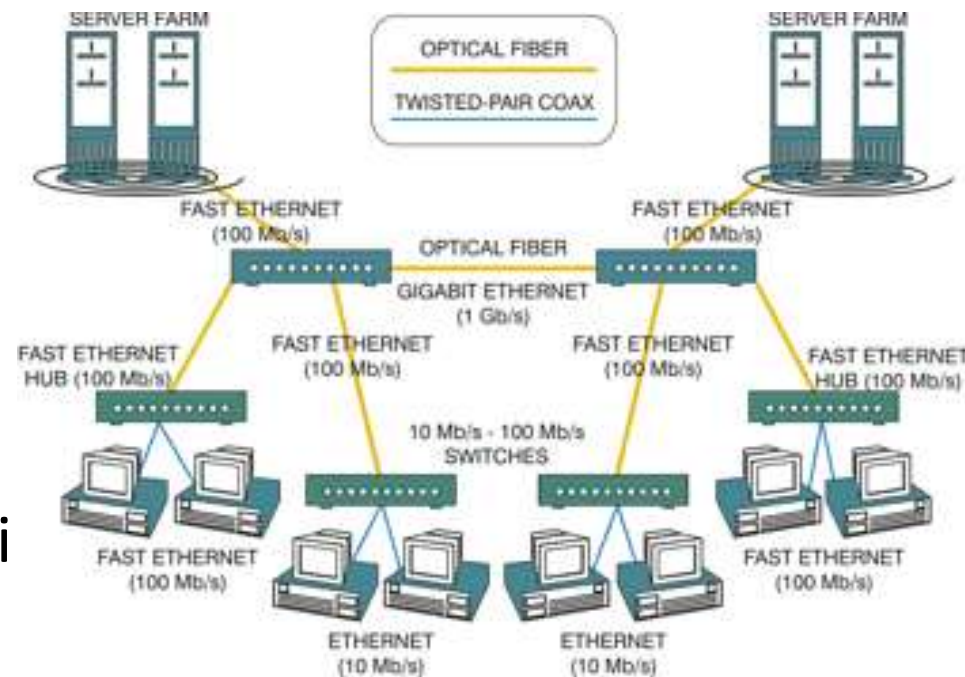 SERVER FARM
OPTICAL FIBER
TWISTED-PAIR COAX
SERVER FARM
FAST ETHERNET
(100 Mb/s)
FAST ETHERNET
(100 Mb/s)
OPTICAL FIBER
GIGABIT ETHERNET
(1 Gb/s)
FAST ETHERNET
HUB (100 Mb/s)
FAST ETHERNET
(100 Mb/s)
FAST ETHERNET
(100 Mb/s)
FAST ETHERNET
HUB (100 Mb/s)
10 Mb/s - 100 Mb/s
SWITCHES
i
FAST ETHERNET
(100 Mb/s)
FAST ETHERNET
(100 Mb/s)
ETHERNET
(10 Mb/s)
ETHERNET
(10 Mb/s)